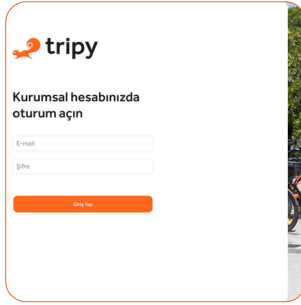 tripy
Kurumsal hesabınızda
oturum açın
E-mail
Şifre
Giriş Yap